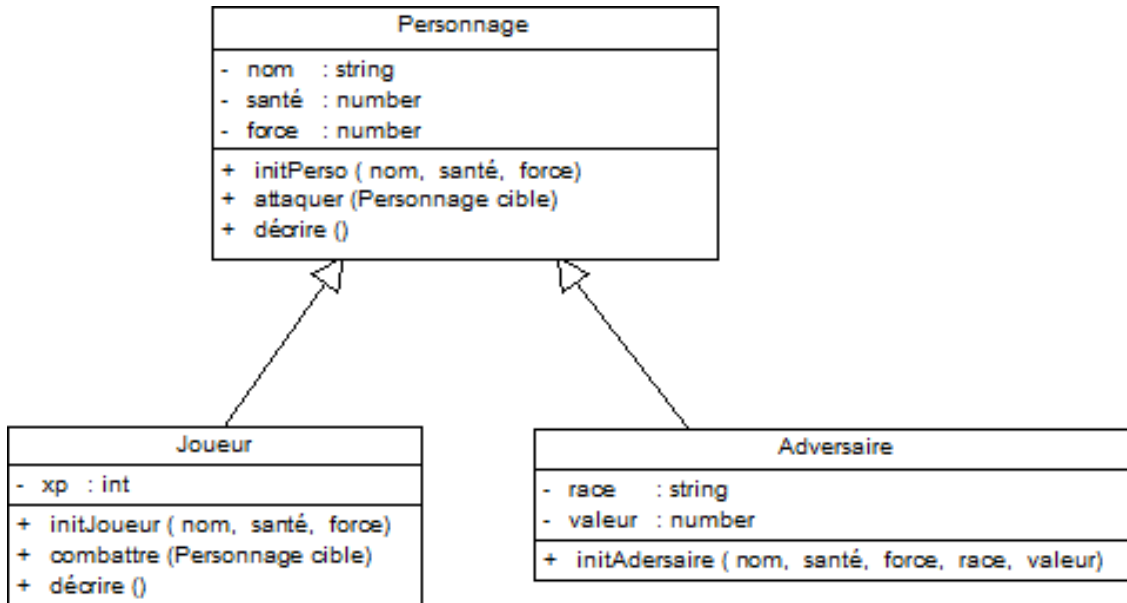 Personnage
- nom : string
- santé : number
- force : number
+ initPerso ( nom, santé, force)
+ attaquer (Personnage cible)
+ décrire ()
Joueur
- xp : int
+ initJoueur ( nom, santé, force)
+ combattre (Personnage cible)
+ décrire ()
Adversaire
- race : string
- valeur : number
+ initAdersaire ( nom, santé, force, race, valeur)